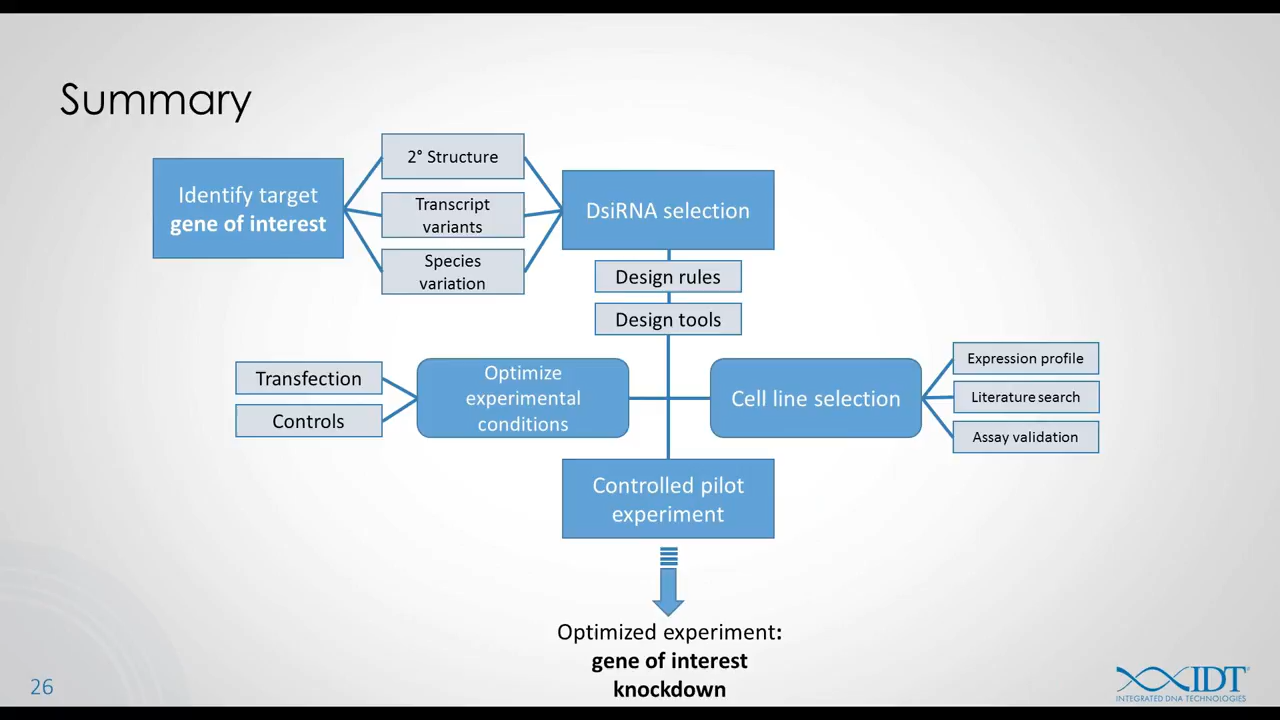 Summary
Identify target
gene of interest
2° Structure
Transcript
variants
Species
variation
DsiRNA selection
Design rules
Design tools
Transfection
Controls
Optimize
experimental
conditions
Cell line selection
Expression profile
Literature search
Assay validation
Controlled pilot
experiment
Optimized experiment:
gene of interest
knockdown
26
IDT®
INTEGRATED DNA TECHNOLOGIES